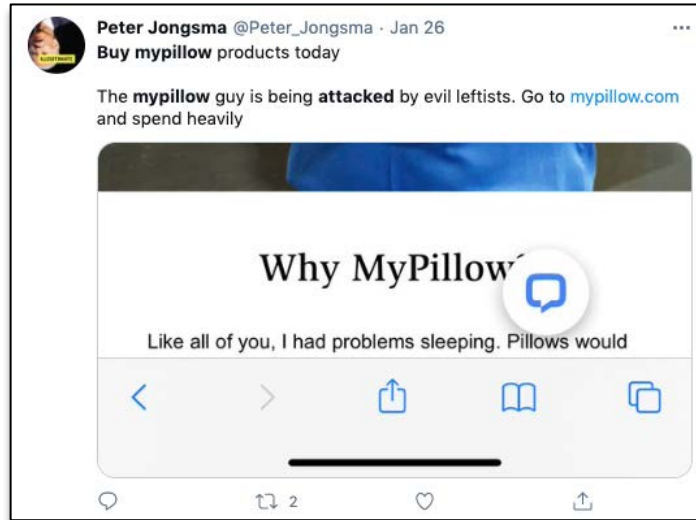 Peter Jongsma @Peter_Jongsma · Jan 26
Buy mypillow products today
The mypillow guy is being attacked by evil leftists. Go to mypillow.com
and spend heavily
Why MyPillow
Like all of you, I had problems sleeping. Pillows would
2